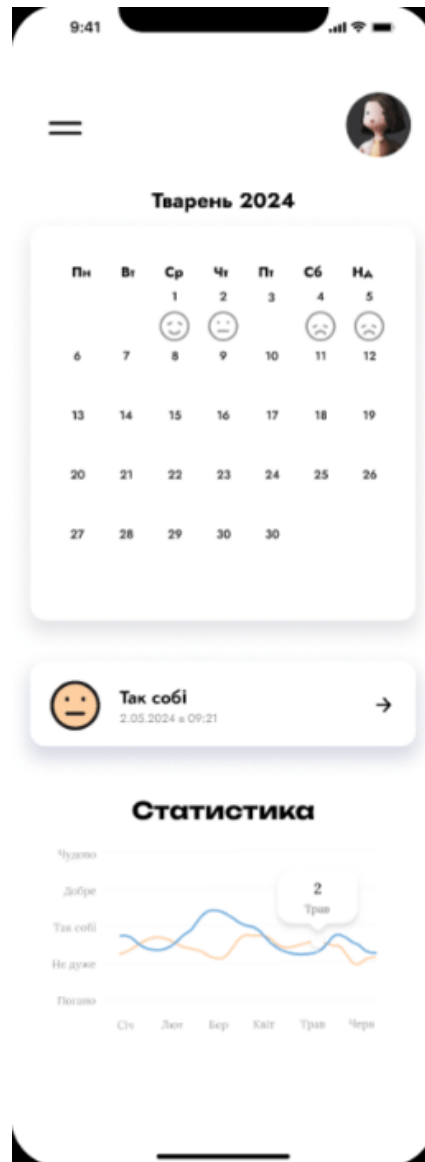 9:41
Тварень 2024
Пн Вт Ср Чт Пт Сб Нд
1 2 3 4 5
6 7 8 9 10 11 12
13 14 15 16 17 18 19
20 21 22 23 24 25 26
27 28 29 30 30
Так собі
2.05.2024 в 09:21
Статистика
Чудово
Добре
2
Трав
Так собі
Не дуже
Погано
Січ Лют Бер Квіт Трав Черв